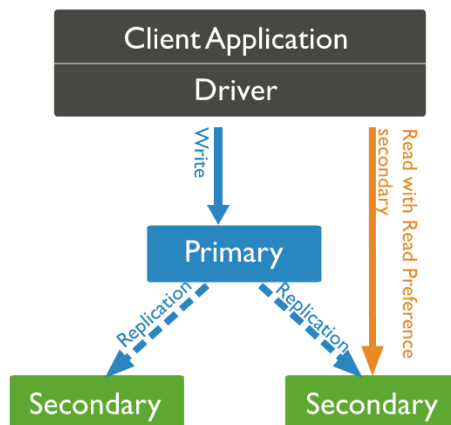 Client Application
Driver
Write
Read with Read Preference
secondary
Primary
Replication
Replication
Secondary
Secondary